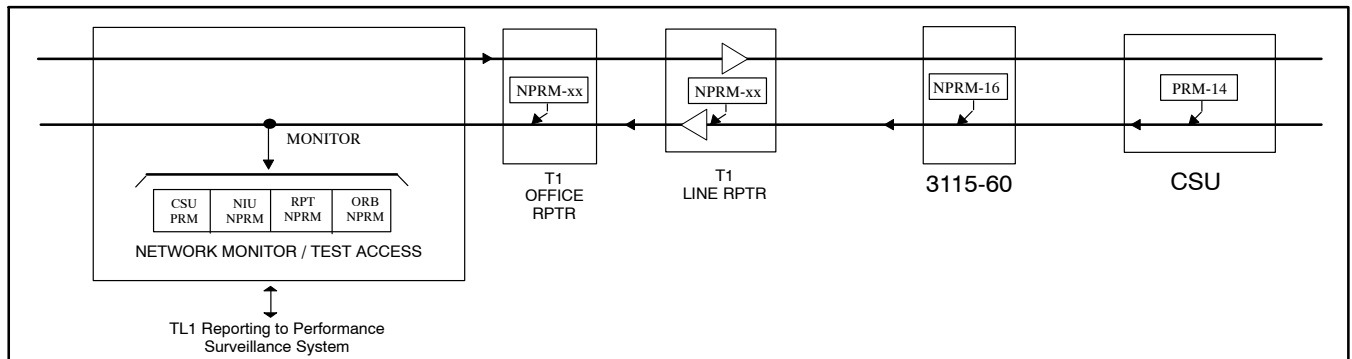 NPRM-xx
NPRM-xx
NPRM-16
PRM-14
MONITOR
CSU
PRM
NIU
NPRM
RPT
NPRM
ORB
NPRM
NETWORK MONITOR / TEST ACCESS
T1
OFFICE
RPTR
T1
LINE RPTR
3115-60
CSU
TL1 Reporting to Performance
Surveillance System